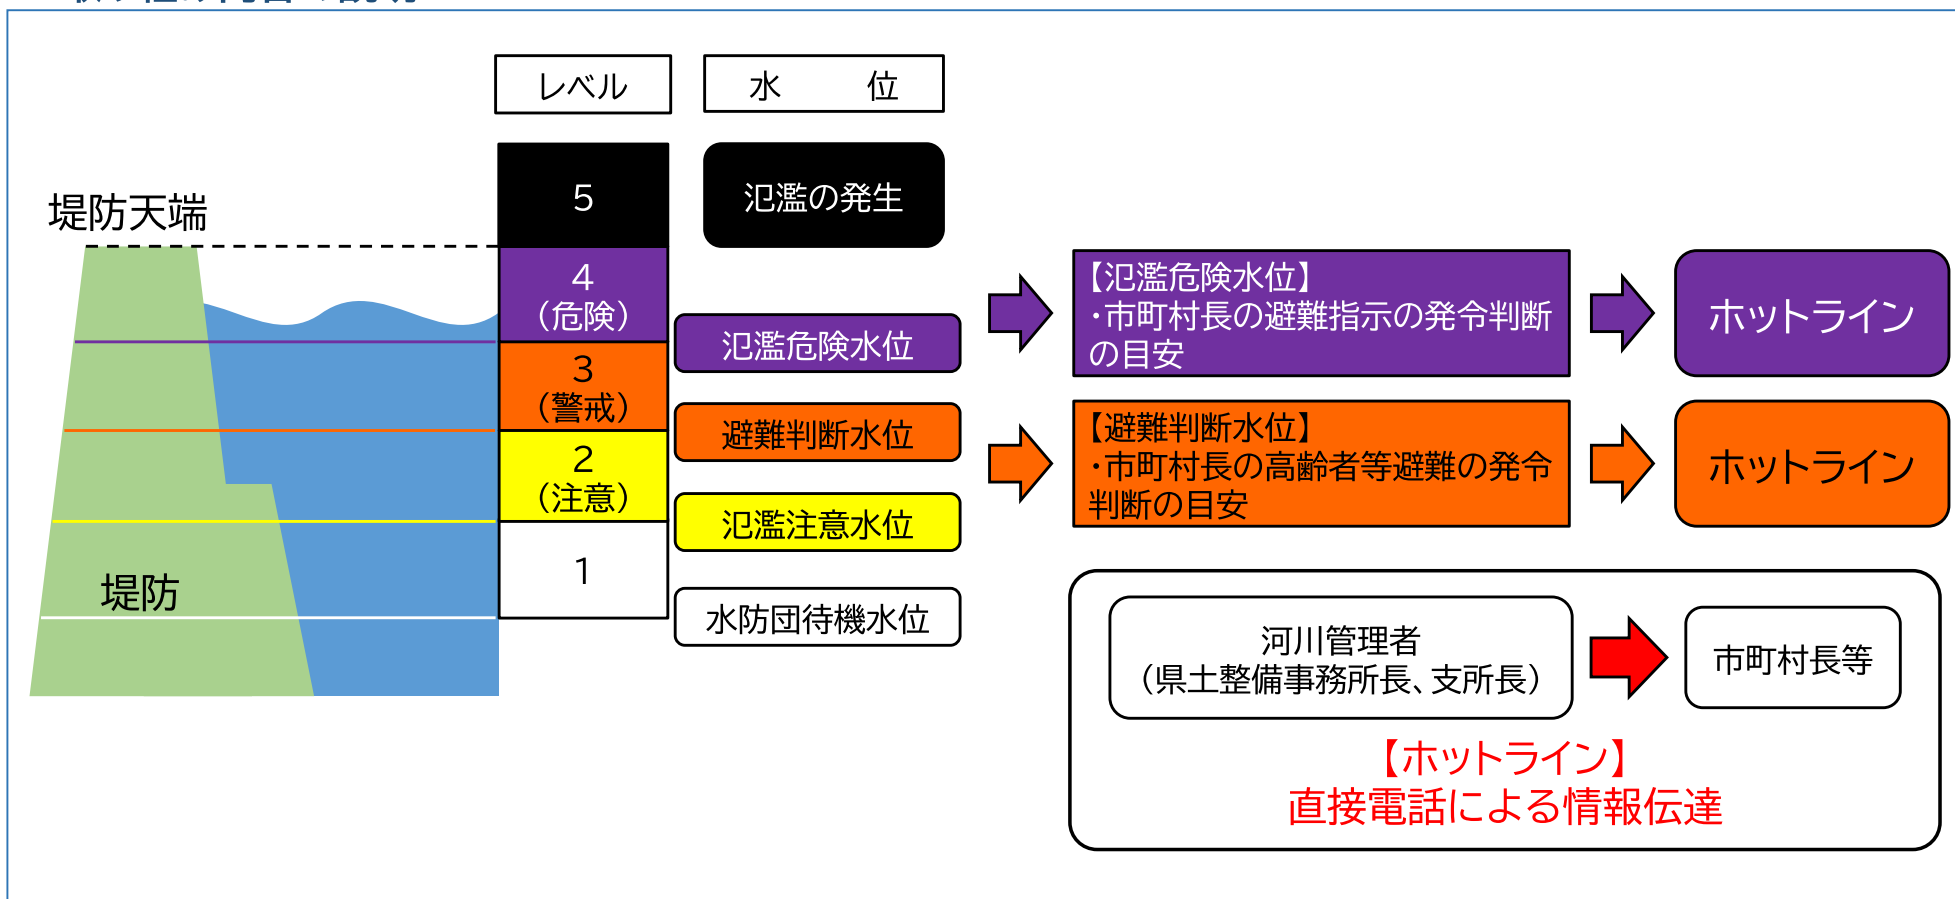 レベル
水　位
5
氾濫の発生
堤防天端
4
（危険）
氾濫危険水位
【氾濫危険水位】
・市町村長の避難指示の発令判断
の目安
ホットライン
3
（警戒）
避難判断水位
【避難判断水位】
・市町村長の高齢者等避難の発令
判断の目安
ホットライン
2
（注意）
氾濫注意水位
1
堤防
水防団待機水位
河川管理者
（県土整備事務所長、支所長）
市町村長等
【ホットライン】
直接電話による情報伝達